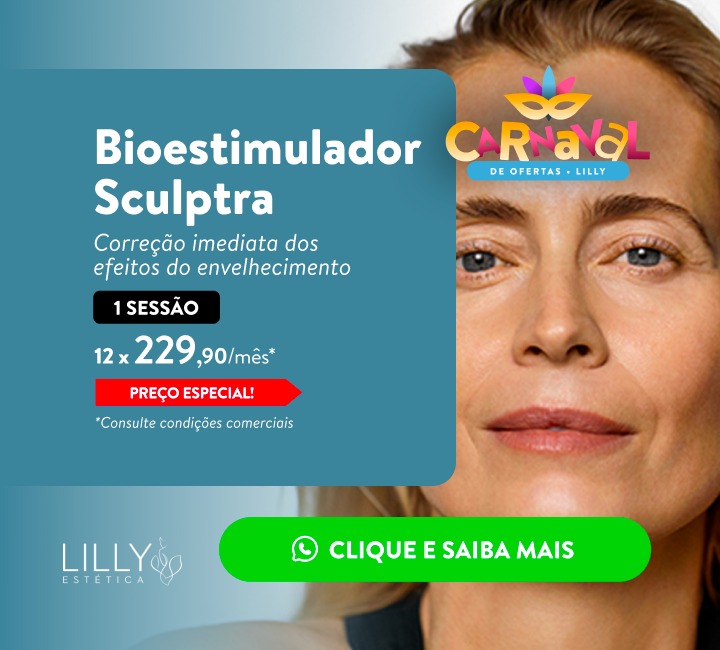 CARNAVAL
DE OFERTAS • LILLY
Bioestimulador
Sculptra
Correção imediata dos
efeitos do envelhecimento
1 SESSÃO
12 x 229,90/mês*
PREÇO ESPECIAL!
*Consulte condições comerciais
LILLY
ESTÉTICA
CLIQUE E SAIBA MAIS